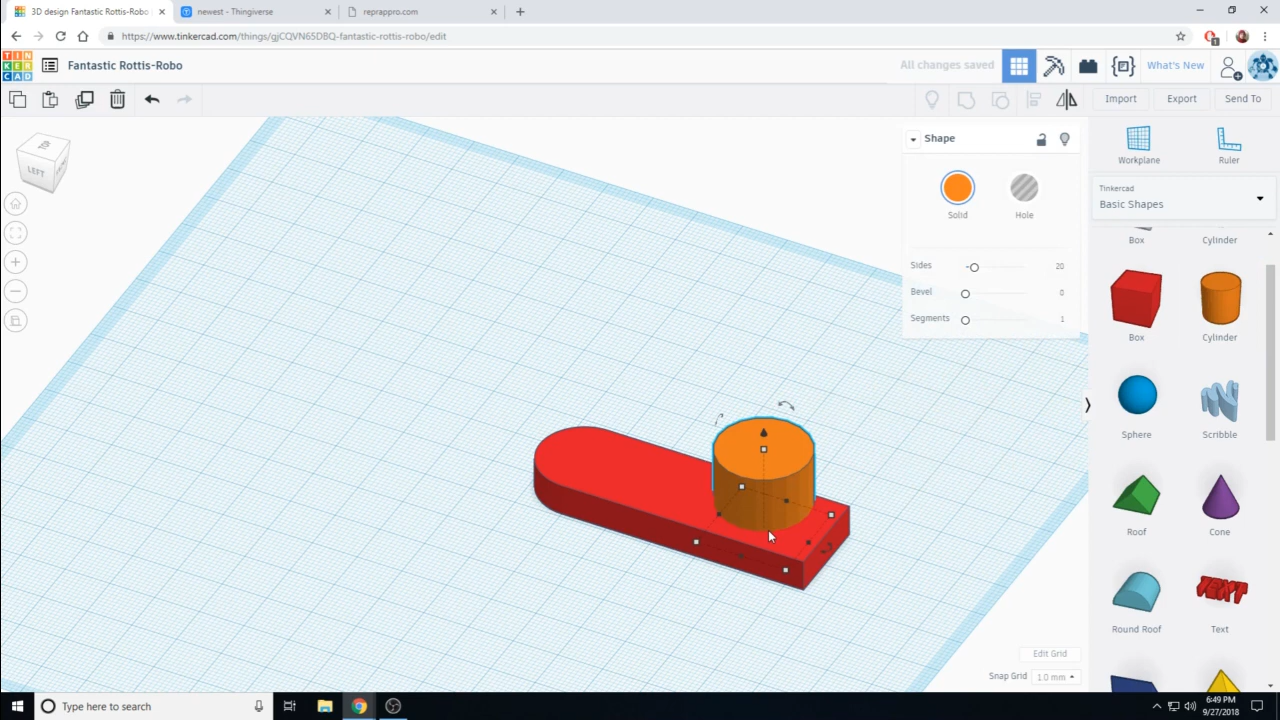 3D design Fantastic Rottis-Robo
newest - Thingiverse
reprappro.com
https://www.tinkercad.com/things/gjCQVN65DBQ-fantastic-rottis-robo/edit
TIN
KER
CAD
Fantastic Rottis-Robo
All changes saved
What's New
Import
Export
Send To
LEFT
Shape
Solid
Hole
Sides
20
Bevel
0
Segments
1
Workplane
Ruler
Tinkercad
Basic Shapes
Box
Cylinder
Box
Cylinder
Sphere
Scribble
Roof
Cone
TEXT
Round Roof
Text
Edit Grid
Snap Grid
1.0 mm
Type here to search
6:49 PM
9/27/2018